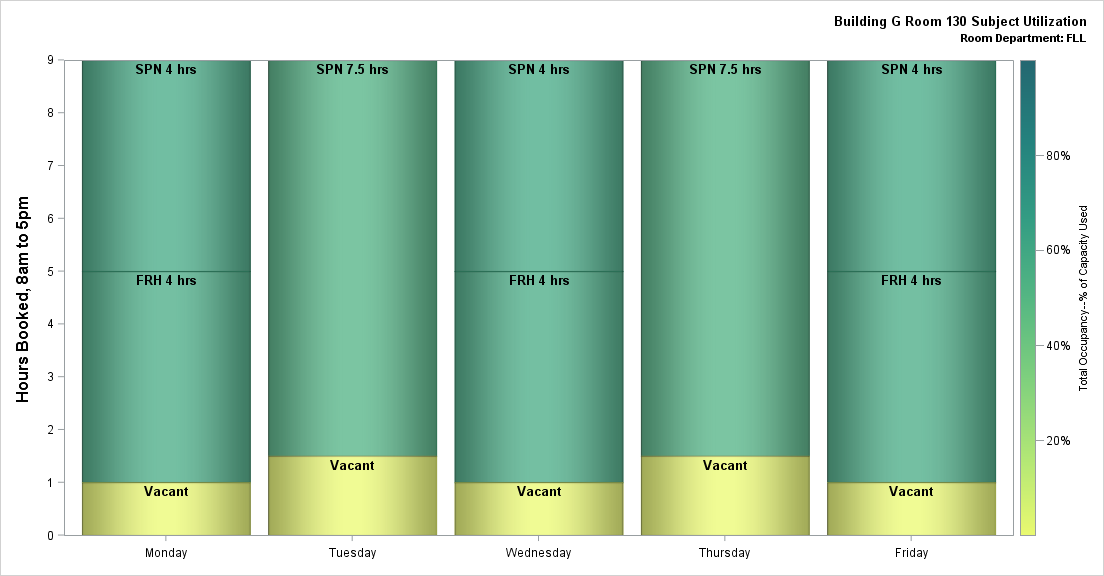 Building G Room 130 Subject Utilization
Room Department: FLL
Hours Booked, 8am to 5pm
9
8
7
6
5
4
3
2
1
0
SPN 4 hrs
FRH 4 hrs
Vacant
SPN 7.5 hrs
Vacant
SPN 4 hrs
FRH 4 hrs
Vacant
SPN 7.5 hrs
Vacant
SPN 4 hrs
FRH 4 hrs
Vacant
Monday
Tuesday
Wednesday
Thursday
Friday
80%
60%
40%
20%
Total Occupancy--% of Capacity Used